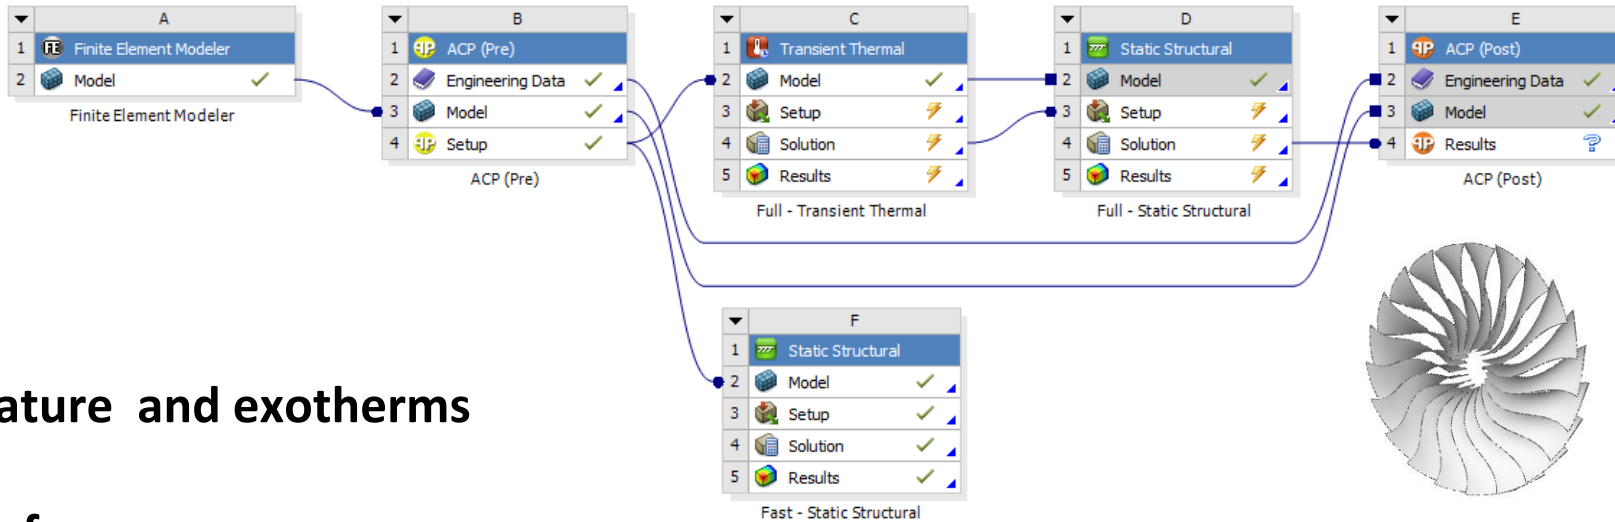 A
1 Finite Element Modeler
2 Model
Finite Element Modeler
B
1 ACP (Pre)
2 Engineering Data
3 Model
4 Setup
ACP (Pre)
C
1 Transient Thermal
2 Model
3 Setup
4 Solution
5 Results
Full - Transient Thermal
D
1 Static Structural
2 Model
3 Setup
4 Solution
5 Results
Full - Static Structural
E
1 ACP (Post)
2 Engineering Data
3 Model
4 Results
ACP (Post)
F
1 Static Structural
2 Model
3 Setup
4 Solution
5 Results
Fast - Static Structural
ature and exotherms